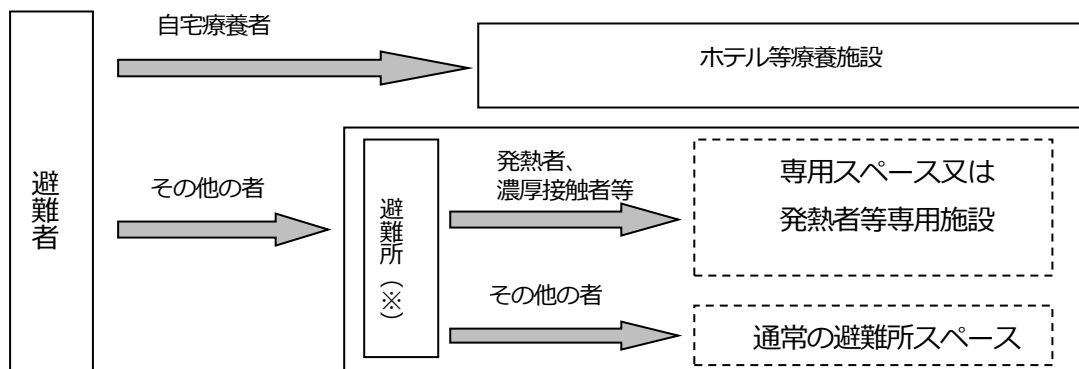 自宅療養者
ホテル等療養施設
避難者
その他の者
避難所(※)
発熱者、
濃厚接触者等
専用スペース又は
発熱者等専用施設
その他の者
通常の避難所スペース